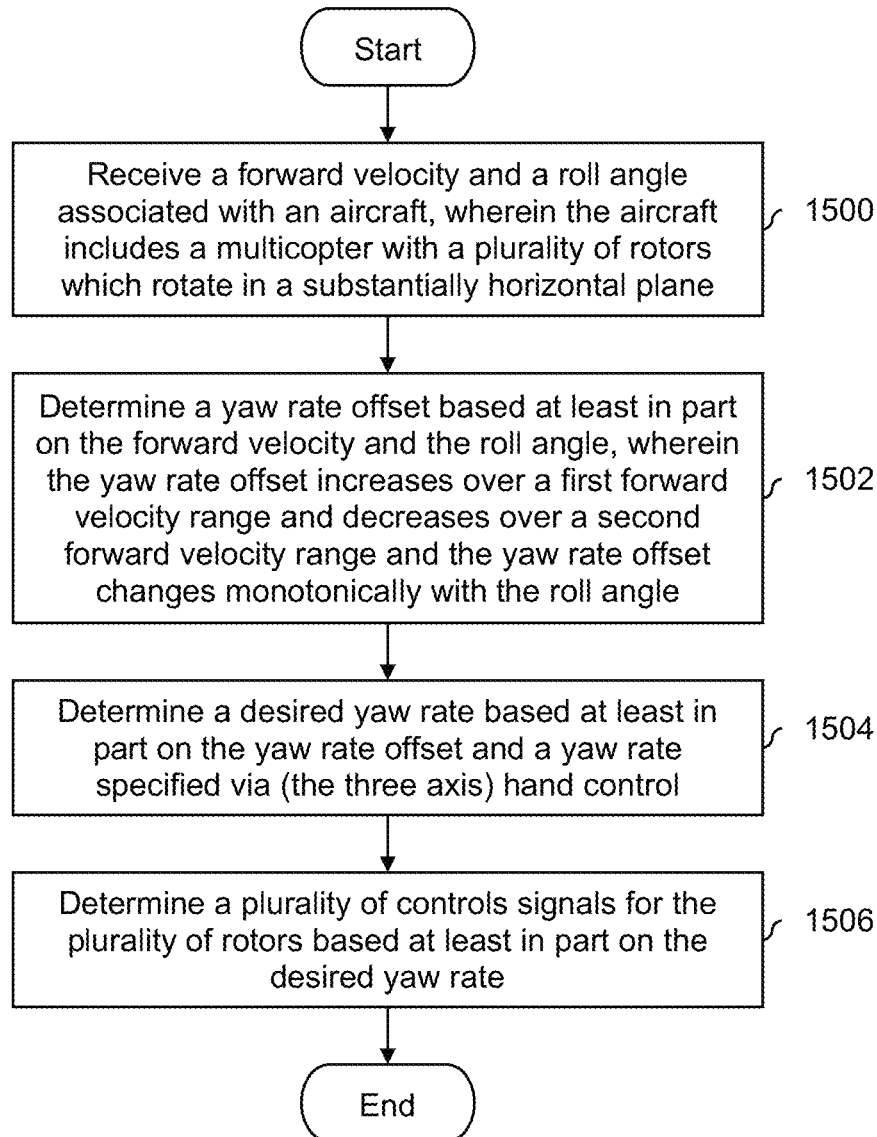 Start
Receive a forward velocity and a roll angle
associated with an aircraft, wherein the aircraft
includes a multicopter with a plurality of rotors
which rotate in a substantially horizontal plane
1500
Determine a yaw rate offset based at least in part
on the forward velocity and the roll angle, wherein
the yaw rate offset increases over a first forward
velocity range and decreases over a second
forward velocity range and the yaw rate offset
changes monotonically with the roll angle
1502
Determine a desired yaw rate based at least in
part on the yaw rate offset and a yaw rate
specified via (the three axis) hand control
1504
Determine a plurality of controls signals for the
plurality of rotors based at least in part on the
desired yaw rate
1506
End